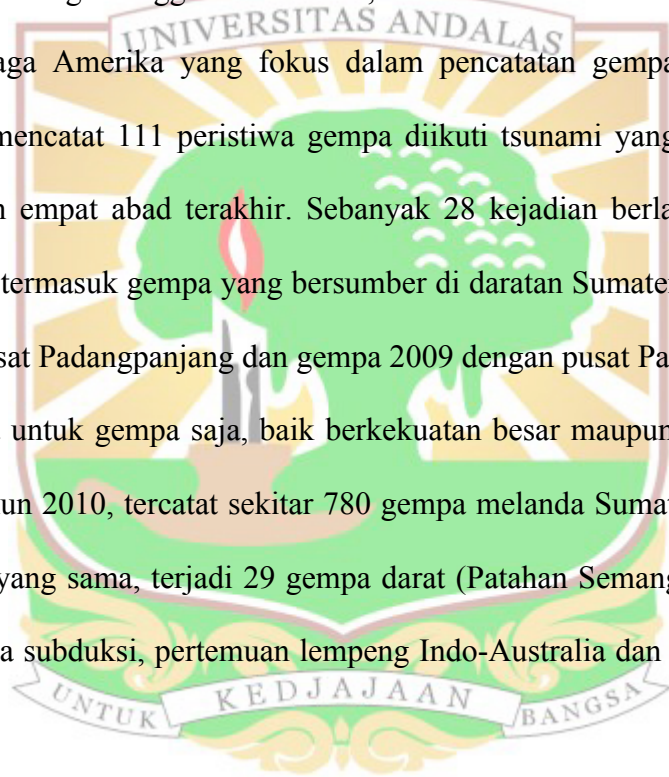 UNIVERSITAS ANDALAS
aga Amerika yang fokus dalam pencatatan gempa
mencatat 111 peristiwa gempa diikuti tsunami yang
empat abad terakhir. Sebanyak 28 kejadian berla
termasuk gempa yang bersumber di daratan Sumate
sat Padangpanjang dan gempa 2009 dengan pusat Pa
untuk gempa saja, baik berkekuatan besar maupun
un 2010, tercatat sekitar 780 gempa melanda Suma
yang sama, terjadi 29 gempa darat (Patahan Semang
a subduksi, pertemuan lempeng Indo-Australia dan
UNTUK KEDJAJAAN BANGSA